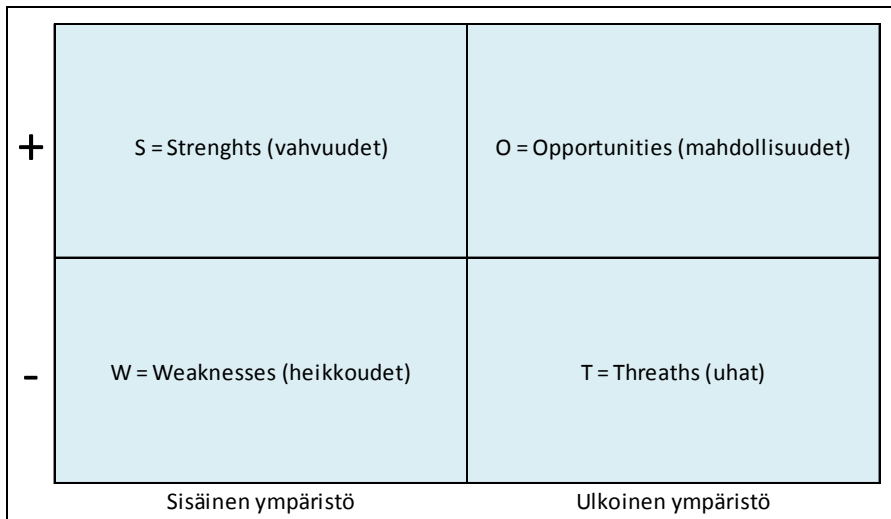 +
S = Strenghts (vahvuudet)
O = Opportunities (mahdollisuudet)
-
W = Weaknesses (heikkoudet)
T = Threaths (uhat)
Sisäinen ympäristö
Ulkoinen ympäristö